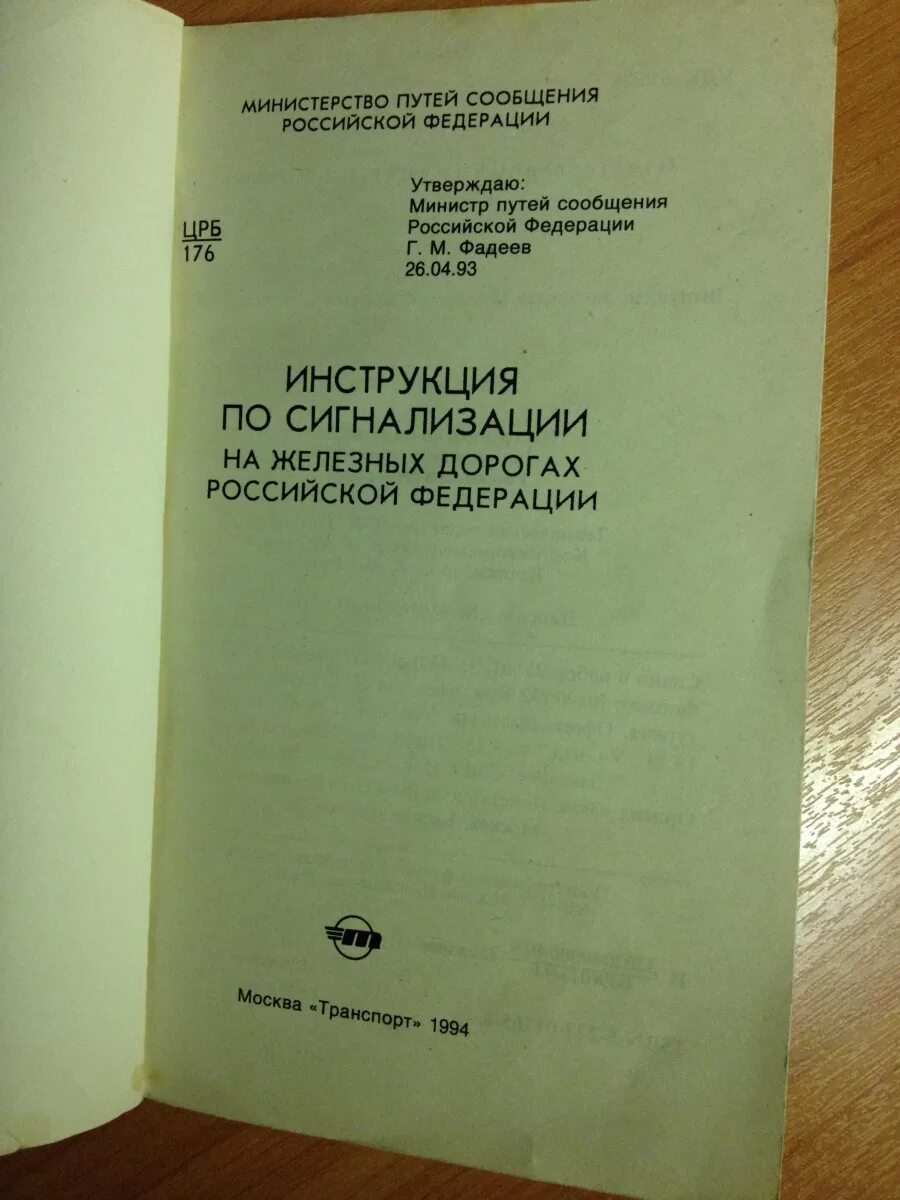 МИНИСТЕРСТВО ПУТЕЙ СООБЩЕНИЯ
РОССИЙСКОЙ ФЕДЕРАЦИИ
ЦРБ
176
Утверждаю:
Министр путей сообщения
Российской Федерации
Г. М. Фадеев
26.04.93
ИНСТРУКЦИЯ
ПО СИГНАЛИЗАЦИИ
НА ЖЕЛЕЗНЫХ ДОРОГАХ
РОССИЙСКОЙ ФЕДЕРАЦИИ
т
Москва «Транспорт» 1994